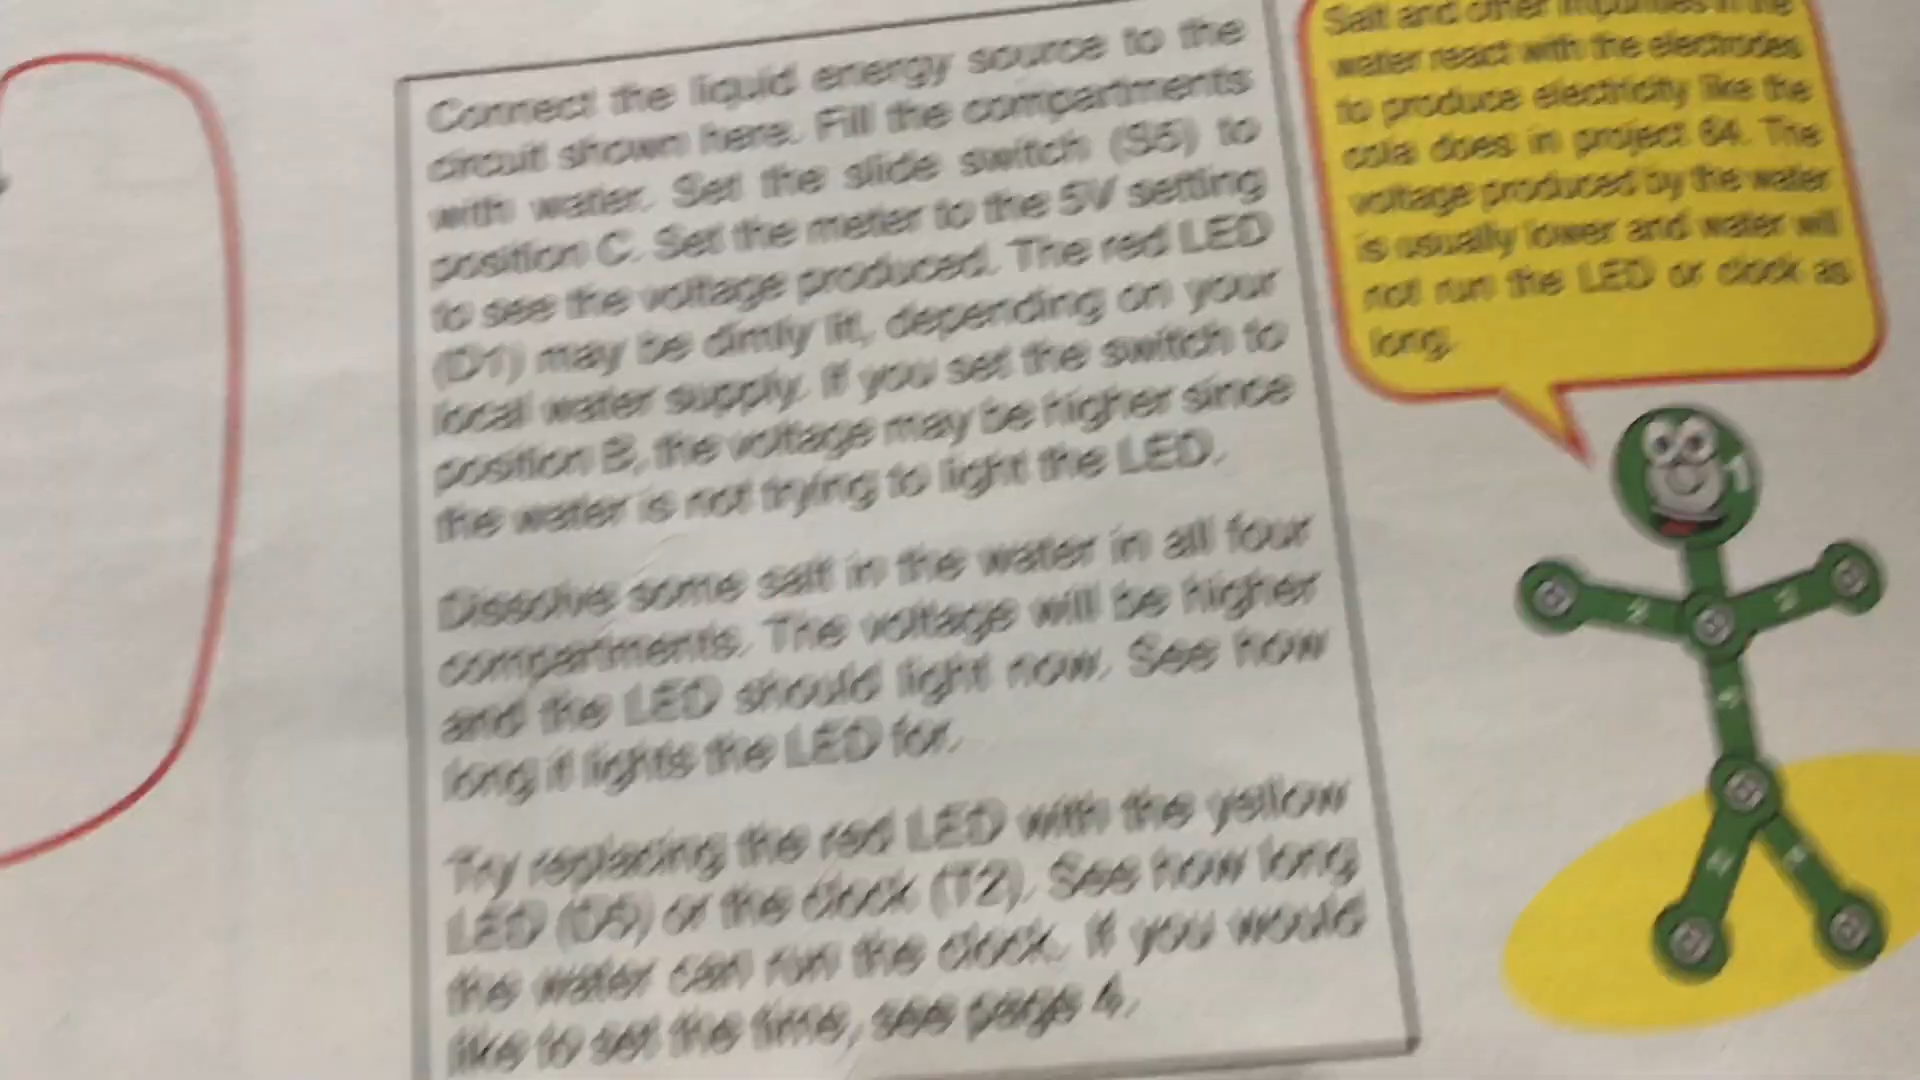 Connect the liquid energy source to the
circuit shown here. Fill the compartments
with water. Set the slide switch (S5) to
position C. Set the meter to the 5V setting
to see the voltage produced. The red LED
(D1) may be dimly lit, depending on your
local water supply. If you set the switch to
position B, the voltage may be higher since
the water is not trying to light the LED.
Dissolve some salt in the water in all four
compartments. The voltage will be higher
and the LED should light now. See how
long it lights the LED for.
Try replacing the red LED with the yellow
LED (D5) or the clock (T2). See how long
the water can run the clock. If you would
like to set the time, see page 4.
Salt and other impurities in the
water react with the electrodes
to produce electricity like the
cola does in project 64. The
voltage produced by the water
is usually lower and water will
not run the LED or clock as
long.
1
2
2